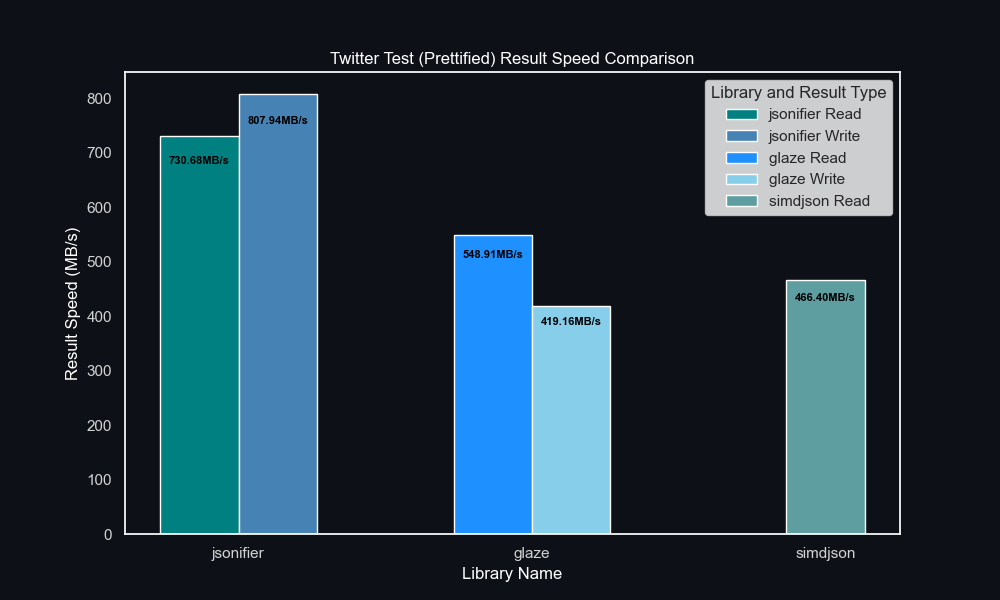 Twitter Test (Prettified) Result Speed Comparison
Result Speed (MB/s)
800
700
600
500
400
300
200
100
0
730.68MB/s
807.94MB/s
548.91MB/s
419.16MB/s
466.40MB/s
Library and Result Type
jsonifier Read
jsonifier Write
glaze Read
glaze Write
simdjson Read
jsonifier
glaze
simdjson
Library Name